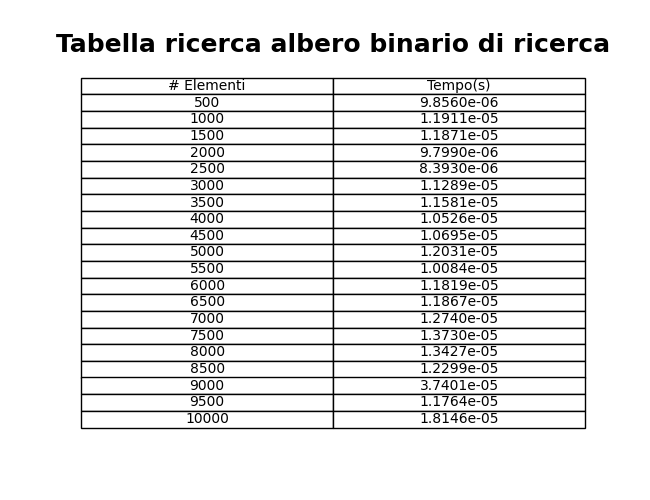 Tabella ricerca albero binario di ricerca
# Elementi Tempo(s)
500 9.8560e-06
1000 1.1911e-05
1500 1.1871e-05
2000 9.7990e-06
2500 8.3930e-06
3000 1.1289e-05
3500 1.1581e-05
4000 1.0526e-05
4500 1.0695e-05
5000 1.2031e-05
5500 1.0084e-05
6000 1.1819e-05
6500 1.1867e-05
7000 1.2740e-05
7500 1.3730e-05
8000 1.3427e-05
8500 1.2299e-05
9000 3.7401e-05
9500 1.1764e-05
10000 1.8146e-05